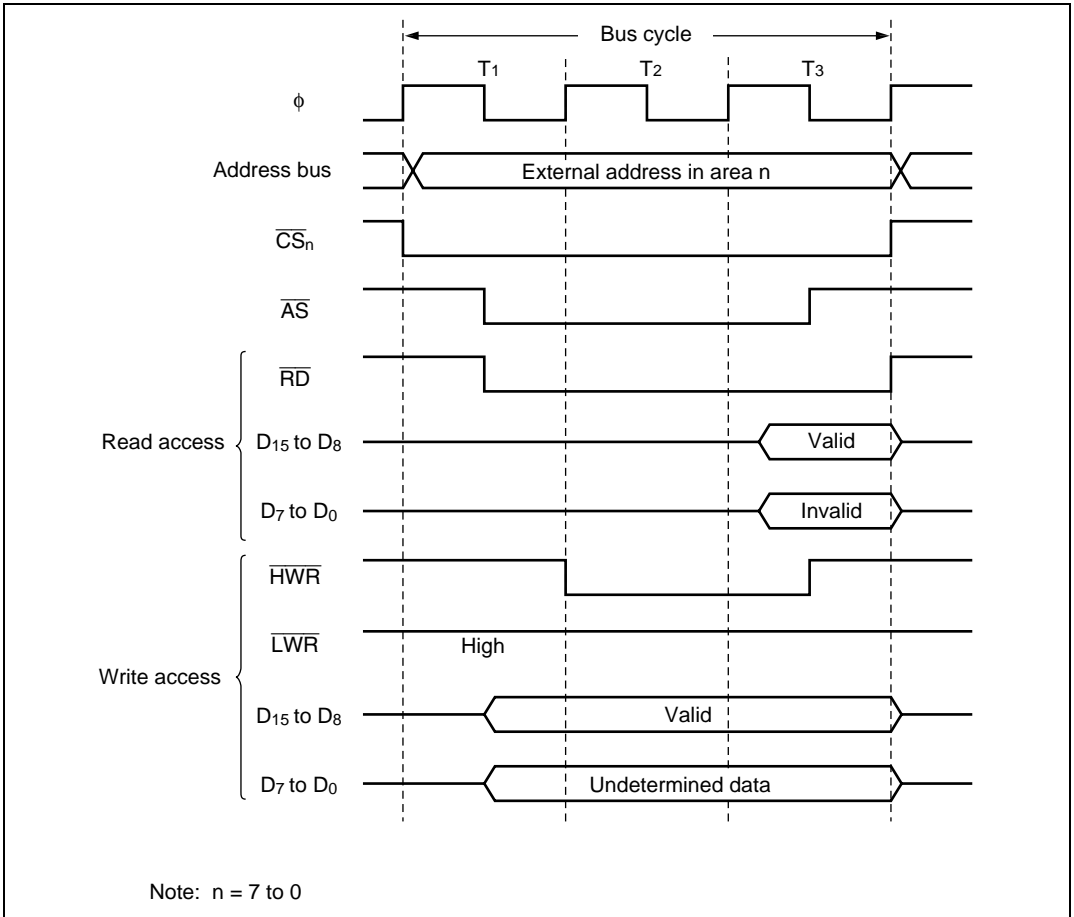 Bus cycle
T1 T2 T3
φ
Address bus External address in area n
CSn
AS
RD
Read access D15 to D8 Valid
D7 to D0 Invalid
HWR
LWR High
Write access
D15 to D8 Valid
D7 to D0 Undetermined data
Note: n = 7 to 0